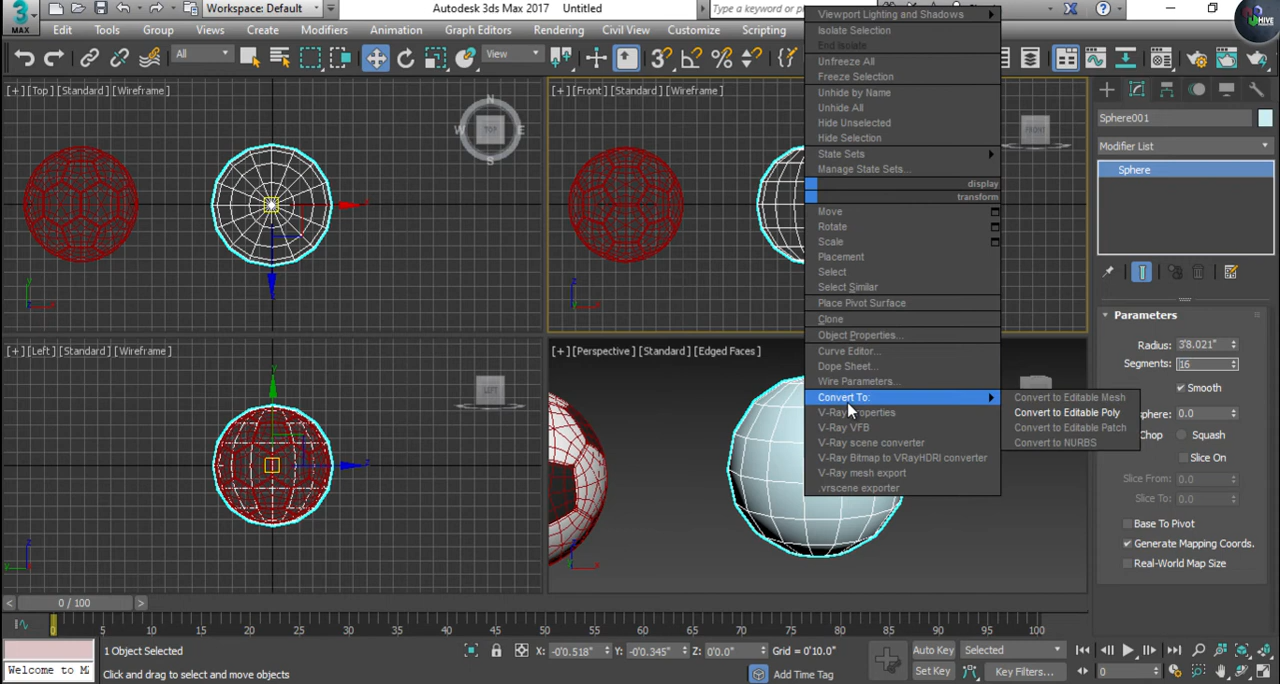 3
MAX
Workspace: Default
Autodesk 3ds Max 2017 Untitled
Type a keyword or p
HIVE
Edit Tools Group Views Create Modifiers Animation Graph Editors Rendering Civil View Customize Scripting
All
View
3
[+] [Top] [Standard] [Wireframe]
N
W TOP E
S
[+] [Front] [Standard] [Wireframe]
FRONT
Viewport Lighting and Shadows
Isolate Selection
End Isolate
Unfreeze All
Freeze Selection
Unhide by Name
Unhide All
Hide Unselected
Hide Selection
State Sets
Manage State Sets...
display
transform
Move
Rotate
Scale
Placement
Select
Select Similar
Place Pivot Surface
Clone
Object Properties...
Curve Editor...
Dope Sheet...
Wire Parameters...
Convert To:
V-Ray properties
V-Ray VFB
V-Ray scene converter
V-Ray Bitmap to VRayHDRI converter
V-Ray mesh export
.vrscene exporter
Convert to Editable Mesh
Convert to Editable Poly
Convert to Editable Patch
Convert to NURBS
Sphere001
Modifier List
Sphere
Parameters
Radius: 3'8.021"
Segments: 16
Smooth
sphere: 0.0
Chop Squash
Slice On
Slice From: 0.0
Slice To: 0.0
Base To Pivot
Generate Mapping Coords.
Real-World Map Size
[+] [Left] [Standard] [Wireframe]
LEFT
[+] [Perspective] [Standard] [Edged Faces]
y
x
z
< 0 / 100 >
0 5 10 15 20 25 30 35 40 45 50 55 60 65 70 75 80 85 90 95 100
1 Object Selected
X: -0'0.518" Y: -0'0.345" Z: 0'0.0" Grid = 0'10.0"
Auto Key Selected
Welcome to M
Click and drag to select and move objects
Add Time Tag
Set Key Key Filters...
0